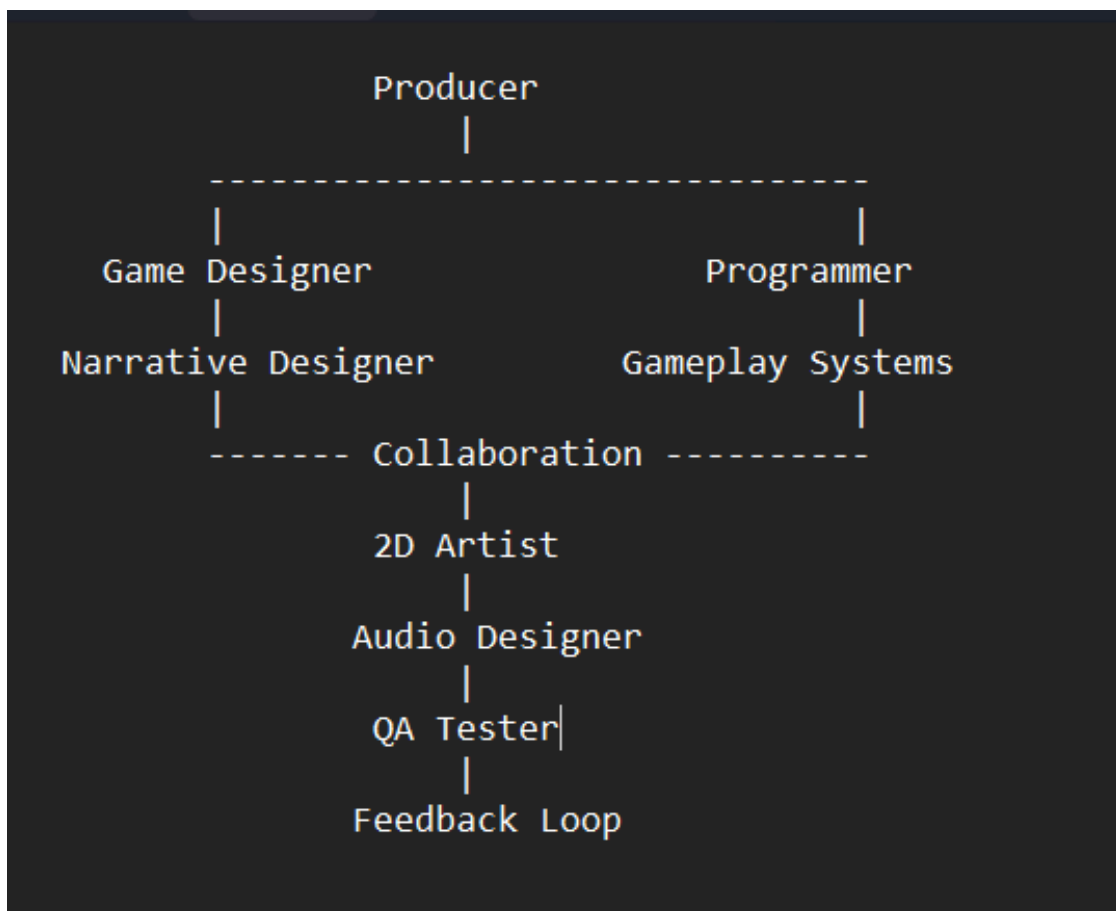 Producer
|
--------------------------------
| |
Game Designer Programmer
| |
Narrative Designer Gameplay Systems
| |
------- Collaboration ----------
|
2D Artist
|
Audio Designer
|
QA Tester
|
Feedback Loop